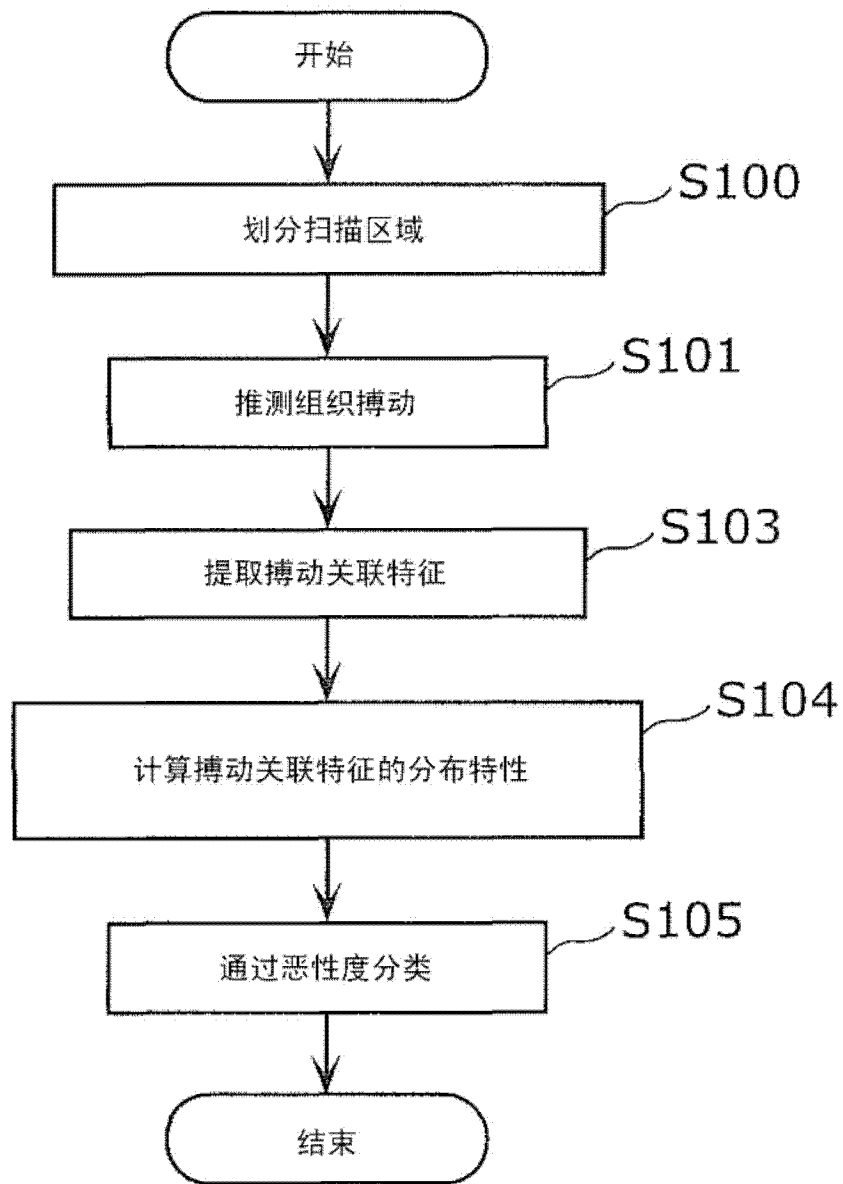 开始
S100
划分扫描区域
S101
推测组织搏动
S103
提取搏动关联特征
S104
计算搏动关联特征的分布特性
S105
通过恶性度分类
结束